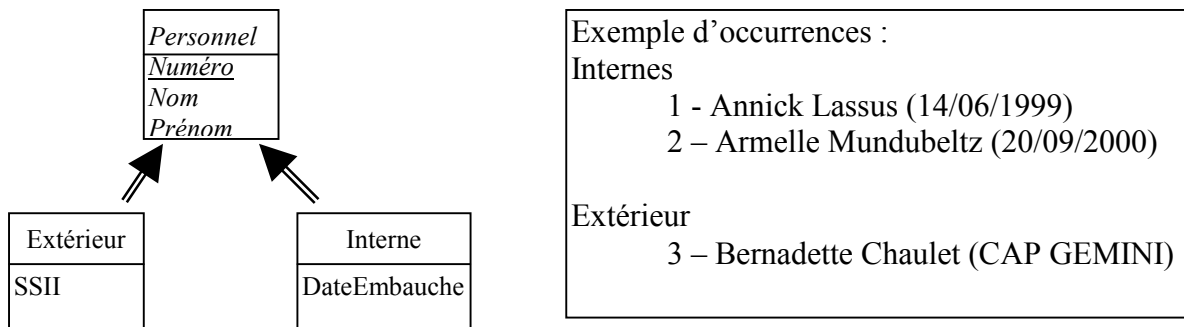 Personnel
Numéro
Nom
Prénom
Extérieur
SSII
Interne
DateEmbauche
Exemple d’occurrences :
Internes
1 - Annick Lassus (14/06/1999)
2 – Armelle Mundubeltz (20/09/2000)
Extérieur
3 – Bernadette Chaulet (CAP GEMINI)